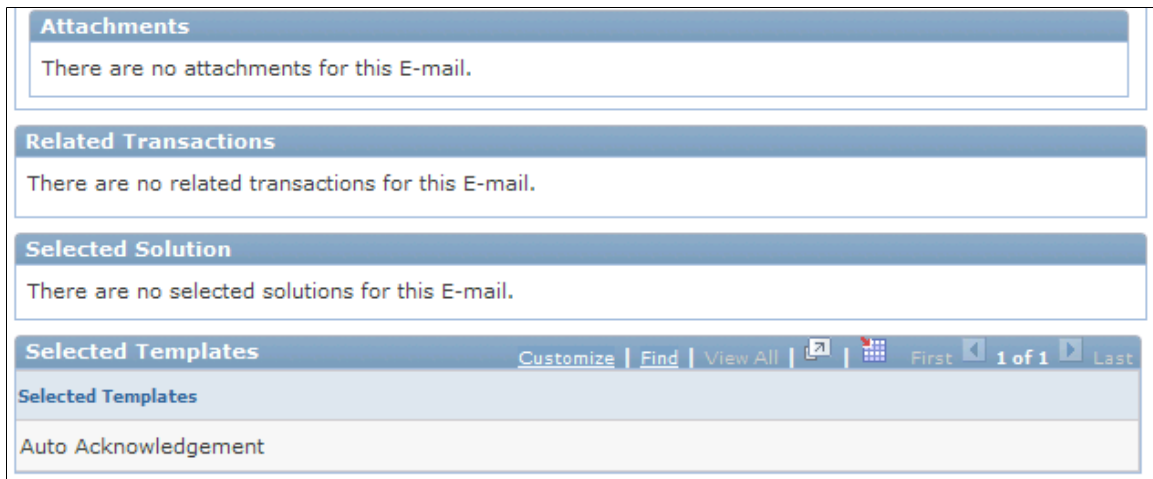 Attachments
There are no attachments for this E-mail.
Related Transactions
There are no related transactions for this E-mail.
Selected Solution
There are no selected solutions for this E-mail.
Selected Templates Customize | Find | View All | | First 1 of 1 Last
Selected Templates
Auto Acknowledgement